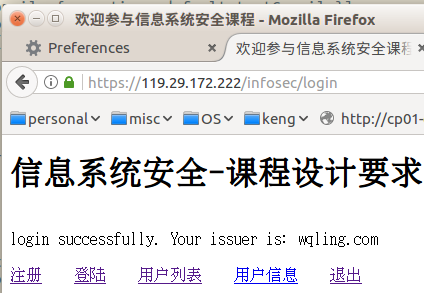 欢迎参与信息系统安全课程 - Mozilla Firefox
Preferences
欢迎参与信息系统安全课程
https://119.29.172.222/infosec/login
personal misc OS keng http://cp01-
信息系统安全-课程设计要求
login successfully. Your issuer is: wqling.com
注册 登陆 用户列表 用户信息 退出